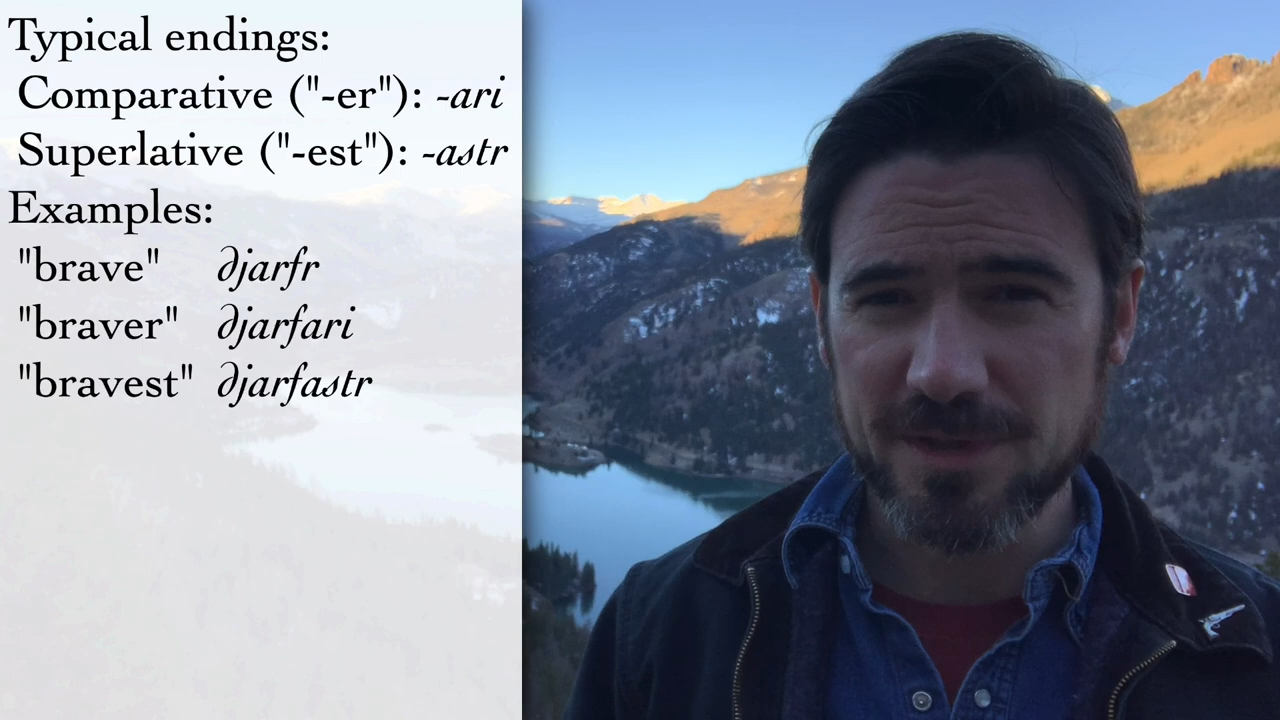 Typical endings:
Comparative ("-er"): -ari
Superlative ("-est"): -astr
Examples:
"brave" djarfr
"braver" djarfari
"bravest" djarfastr